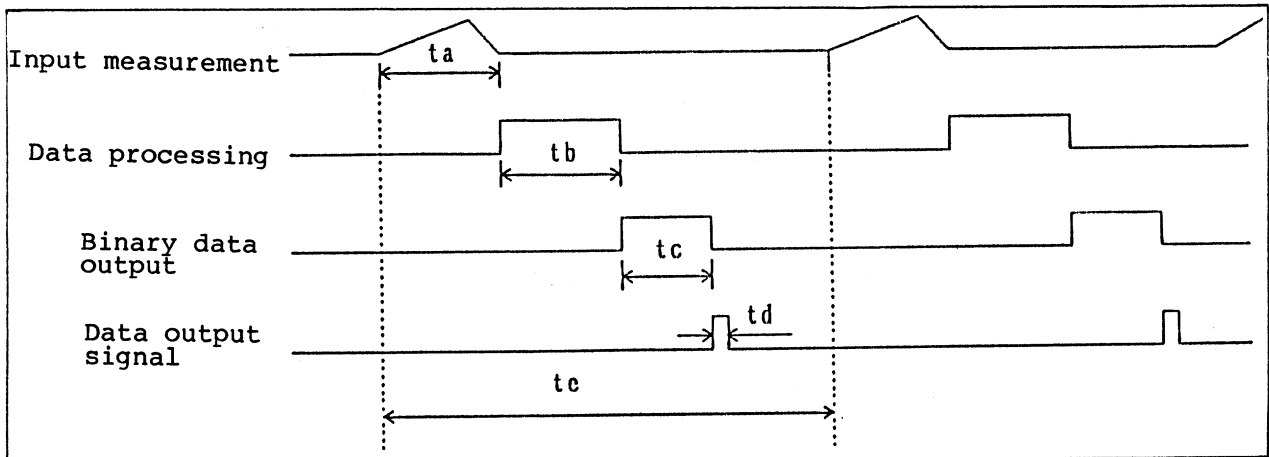 Input measurement
ta
Data processing
tb
Binary data
output
tc
Data output
signal
td
te